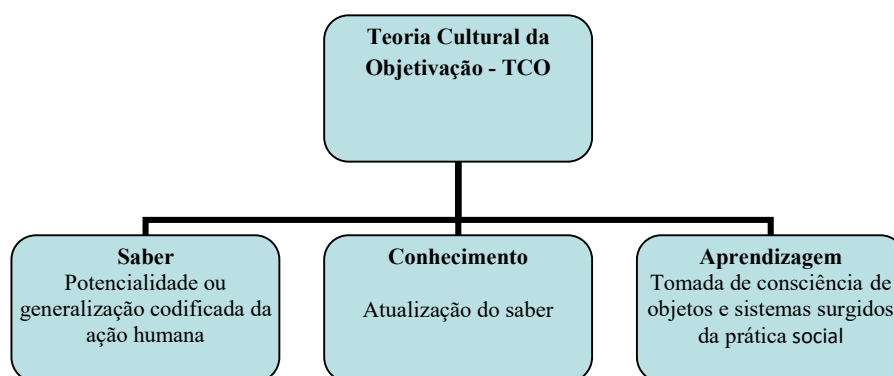 Teoria Cultural da
Objetivação - TCO
Saber
Potencialidade ou
generalização codificada da
ação humana
Conhecimento
Atualização do saber
Aprendizagem
Tomada de consciência de
objetos e sistemas surgidos
da prática social